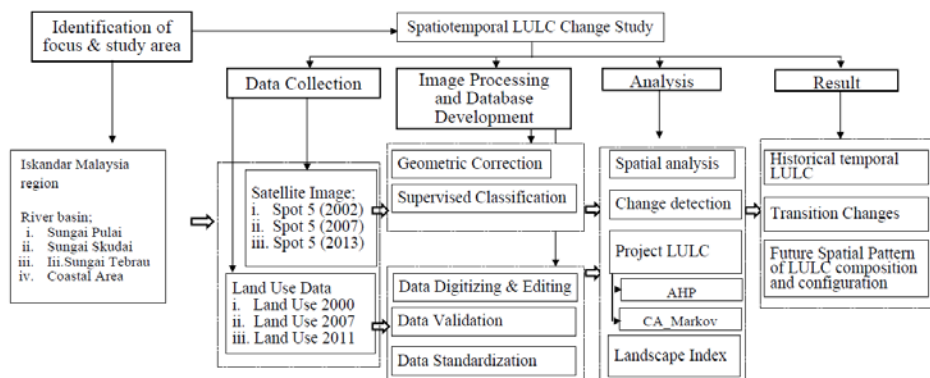 Identification of
focus & study area
Spatiotemporal LULC Change Study
Data Collection
Image Processing
and Database
Development
Analysis
Result
Iskandar Malaysia
region
River basin;
i. Sungai Pulai
ii. Sungai Skudai
iii. Iii.Sungai Tebrau
iv. Coastal Area
Satellite Image;
i. Spot 5 (2002)
ii. Spot 5 (2007)
iii. Spot 5 (2013)
Land Use Data
i. Land Use 2000
ii. Land Use 2007
iii. Land Use 2011
Geometric Correction
Supervised Classification
Data Digitizing & Editing
Data Validation
Data Standardization
Spatial analysis
Change detection
Project LULC
AHP
CA_Markov
Landscape Index
Historical temporal
LULC
Transition Changes
Future Spatial Pattern
of LULC composition
and configuration